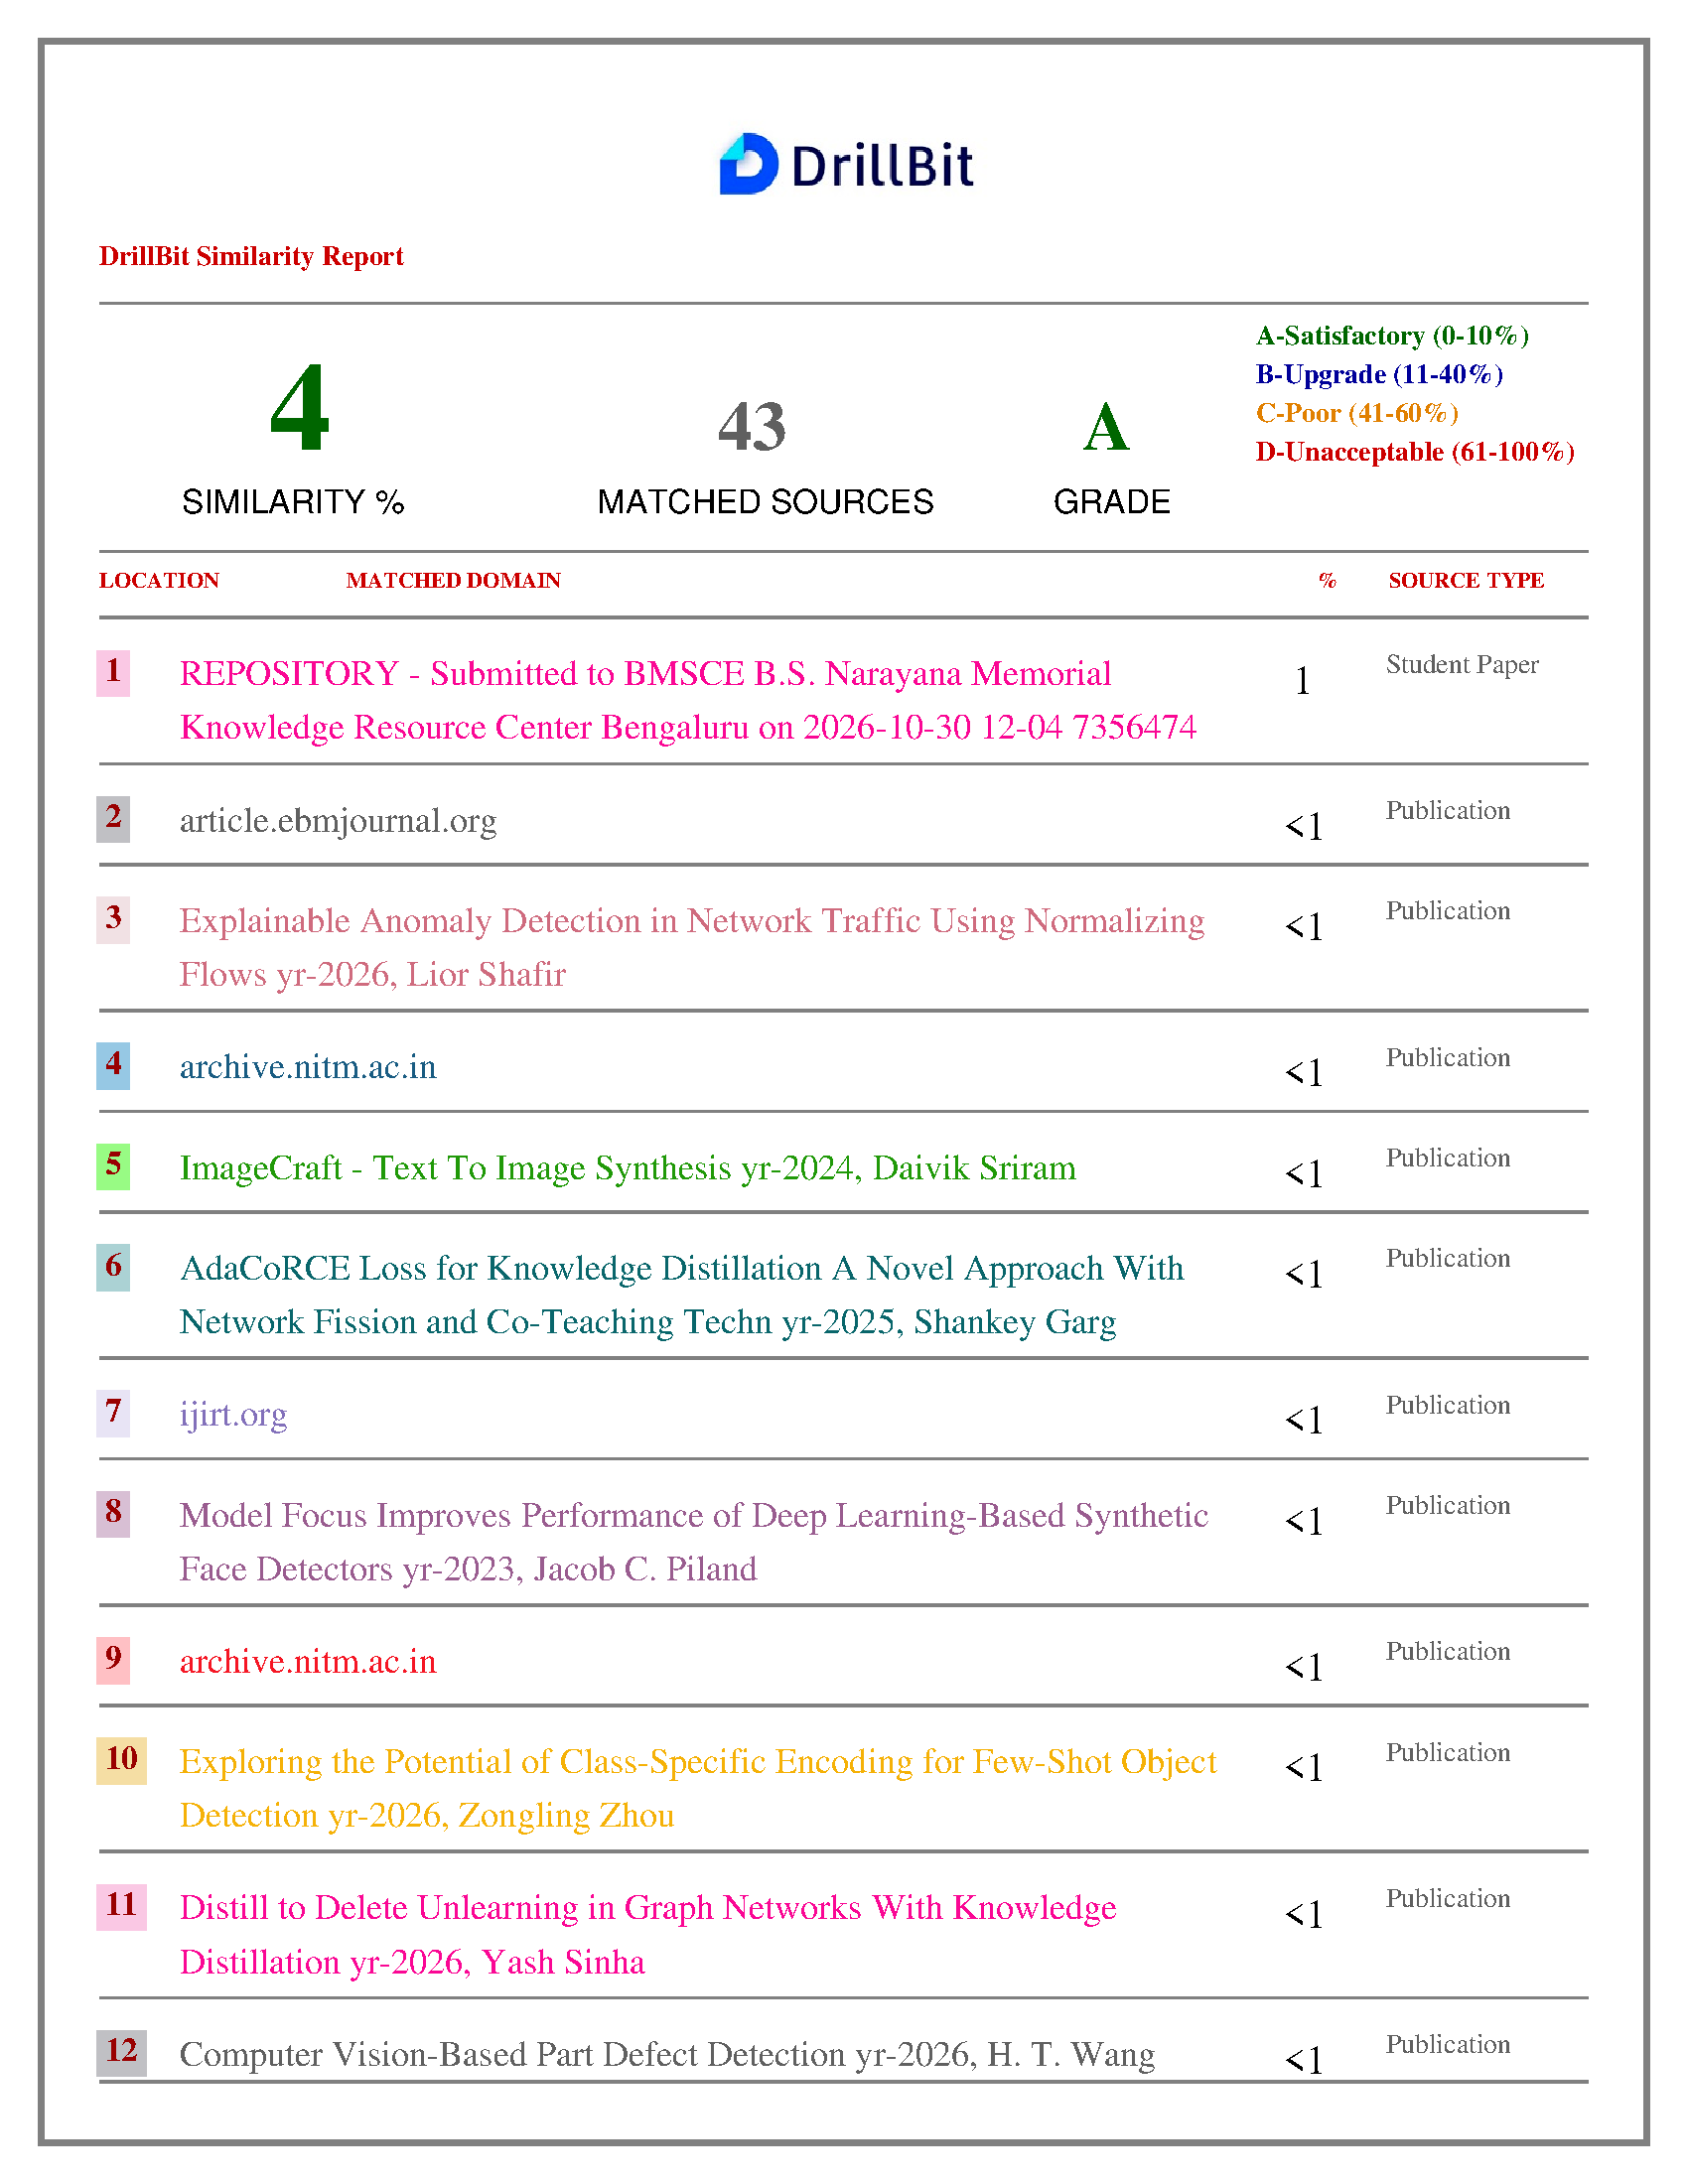 DrillBit
DrillBit Similarity Report
A-Satisfactory (0-10%)
B-Upgrade (11-40%)
C-Poor (41-60%)
D-Unacceptable (61-100%)
4 43 A
SIMILARITY % MATCHED SOURCES GRADE
LOCATION MATCHED DOMAIN % SOURCE TYPE
1 REPOSITORY - Submitted to BMSCE B.S. Narayana Memorial 1 Student Paper
Knowledge Resource Center Bengaluru on 2026-10-30 12-04 7356474
2 article.ebmjournal.org <1 Publication
3 Explainable Anomaly Detection in Network Traffic Using Normalizing <1 Publication
Flows yr-2026, Lior Shafir
4 archive.nitm.ac.in <1 Publication
5 ImageCraft - Text To Image Synthesis yr-2024, Daivik Sriram <1 Publication
6 AdaCoRCE Loss for Knowledge Distillation A Novel Approach With <1 Publication
Network Fission and Co-Teaching Techn yr-2025, Shankey Garg
7 ijirt.org <1 Publication
8 Model Focus Improves Performance of Deep Learning-Based Synthetic <1 Publication
Face Detectors yr-2023, Jacob C. Piland
9 archive.nitm.ac.in <1 Publication
10 Exploring the Potential of Class-Specific Encoding for Few-Shot Object <1 Publication
Detection yr-2026, Zongling Zhou
11 Distill to Delete Unlearning in Graph Networks With Knowledge <1 Publication
Distillation yr-2026, Yash Sinha
12 Computer Vision-Based Part Defect Detection yr-2026, H. T. Wang <1 Publication